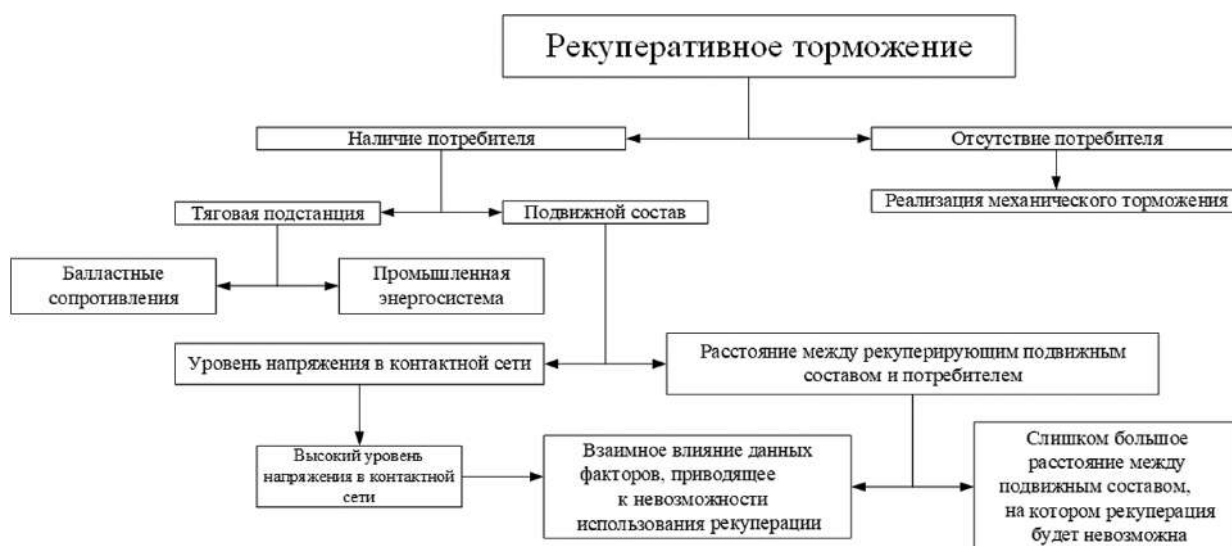 Рекуперативное торможение
Наличие потребителя
Отсутствие потребителя
Тяговая подстанция
Подвижной состав
Реализация механического торможения
Балластные
сопротивления
Промышленная
энергосистема
Уровень напряжения в контактной сети
Расстояние между рекуперирующим подвижным
составом и потребителем
Высокий уровень
напряжения в контактной
сети
Взаимное влияние данных
факторов, приводящее
к невозможности
использования рекуперации
Слишком большое
расстояние между
подвижным составом,
на котором рекуперация
будет невозможна